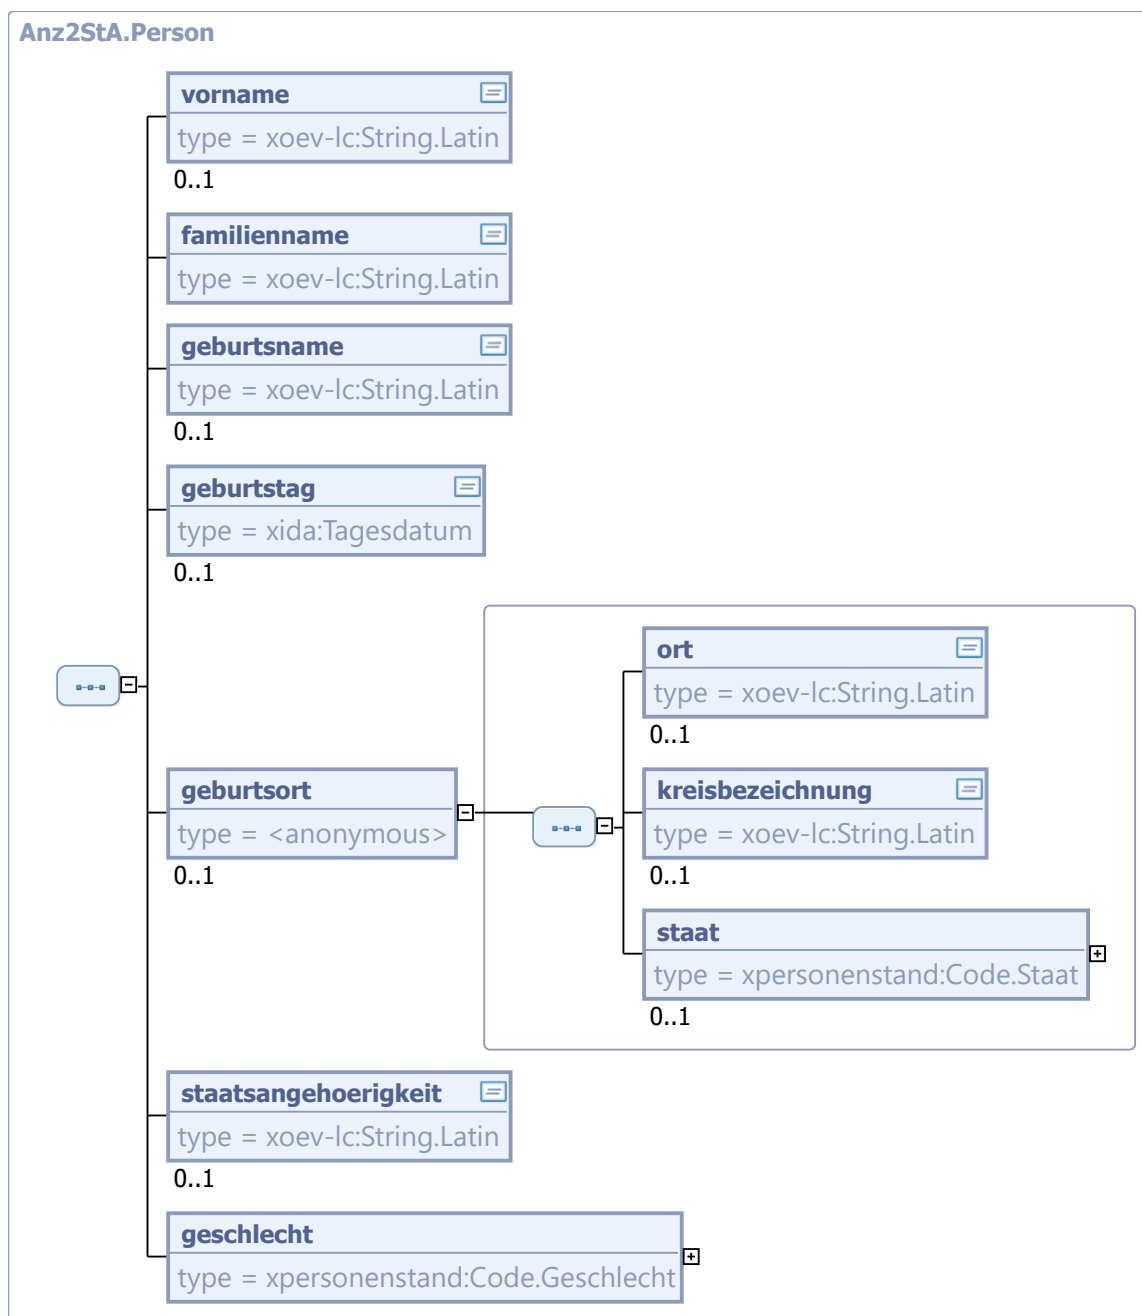 Anz2StA.Person
vorname
type = xoev-lc:String.Latin
0..1
familienname
type = xoev-lc:String.Latin
geburtsname
type = xoev-lc:String.Latin
0..1
geburtstag
type = xida:Tagesdatum
0..1
geburtsort
type = <anonymous>
0..1
ort
type = xoev-lc:String.Latin
0..1
kreisbezeichnung
type = xoev-lc:String.Latin
0..1
staat
type = xpersonenstand:Code.Staat
0..1
staatsangehoerigkeit
type = xoev-lc:String.Latin
0..1
geschlecht
type = xpersonenstand:Code.Geschlecht